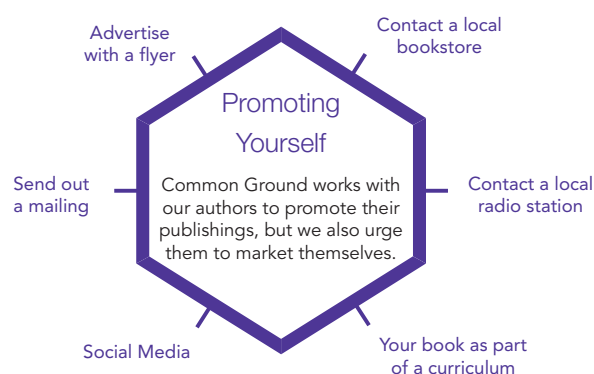 Advertise
with a flyer
Contact a local
bookstore
Promoting
Yourself
Common Ground works with
our authors to promote their
publishings, but we also urge
them to market themselves.
Send out
a mailing
Contact a local
radio station
Social Media
Your book as part
of a curriculum